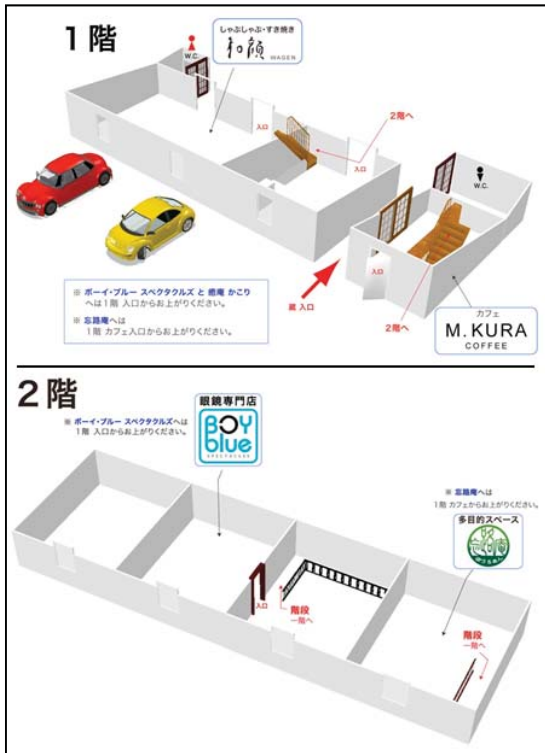 1階
しゃぶしゃぶ・すき焼き
和顔 WAGEN
W.C.
入口
2階へ
入口
W.C.
入口
蔵 入口
2階へ
カフェ
M.KURA
COFFEE
※ ボーイ・ブルー スペクタクルズ と 癒庵 かこり
へは1階 入口からお上がりください。
※ 忘路庵へは
1階 カフェ入口からお上がりください。
2階
※ ボーイ・ブルー スペクタクルズへは
1階 入口からお上がりください。
眼鏡専門店
BOY
blue
SPECTACLES
※ 忘路庵へは
1階 カフェからお上がりください。
多目的スペース
入口
階段
一階へ
階段
一階へ